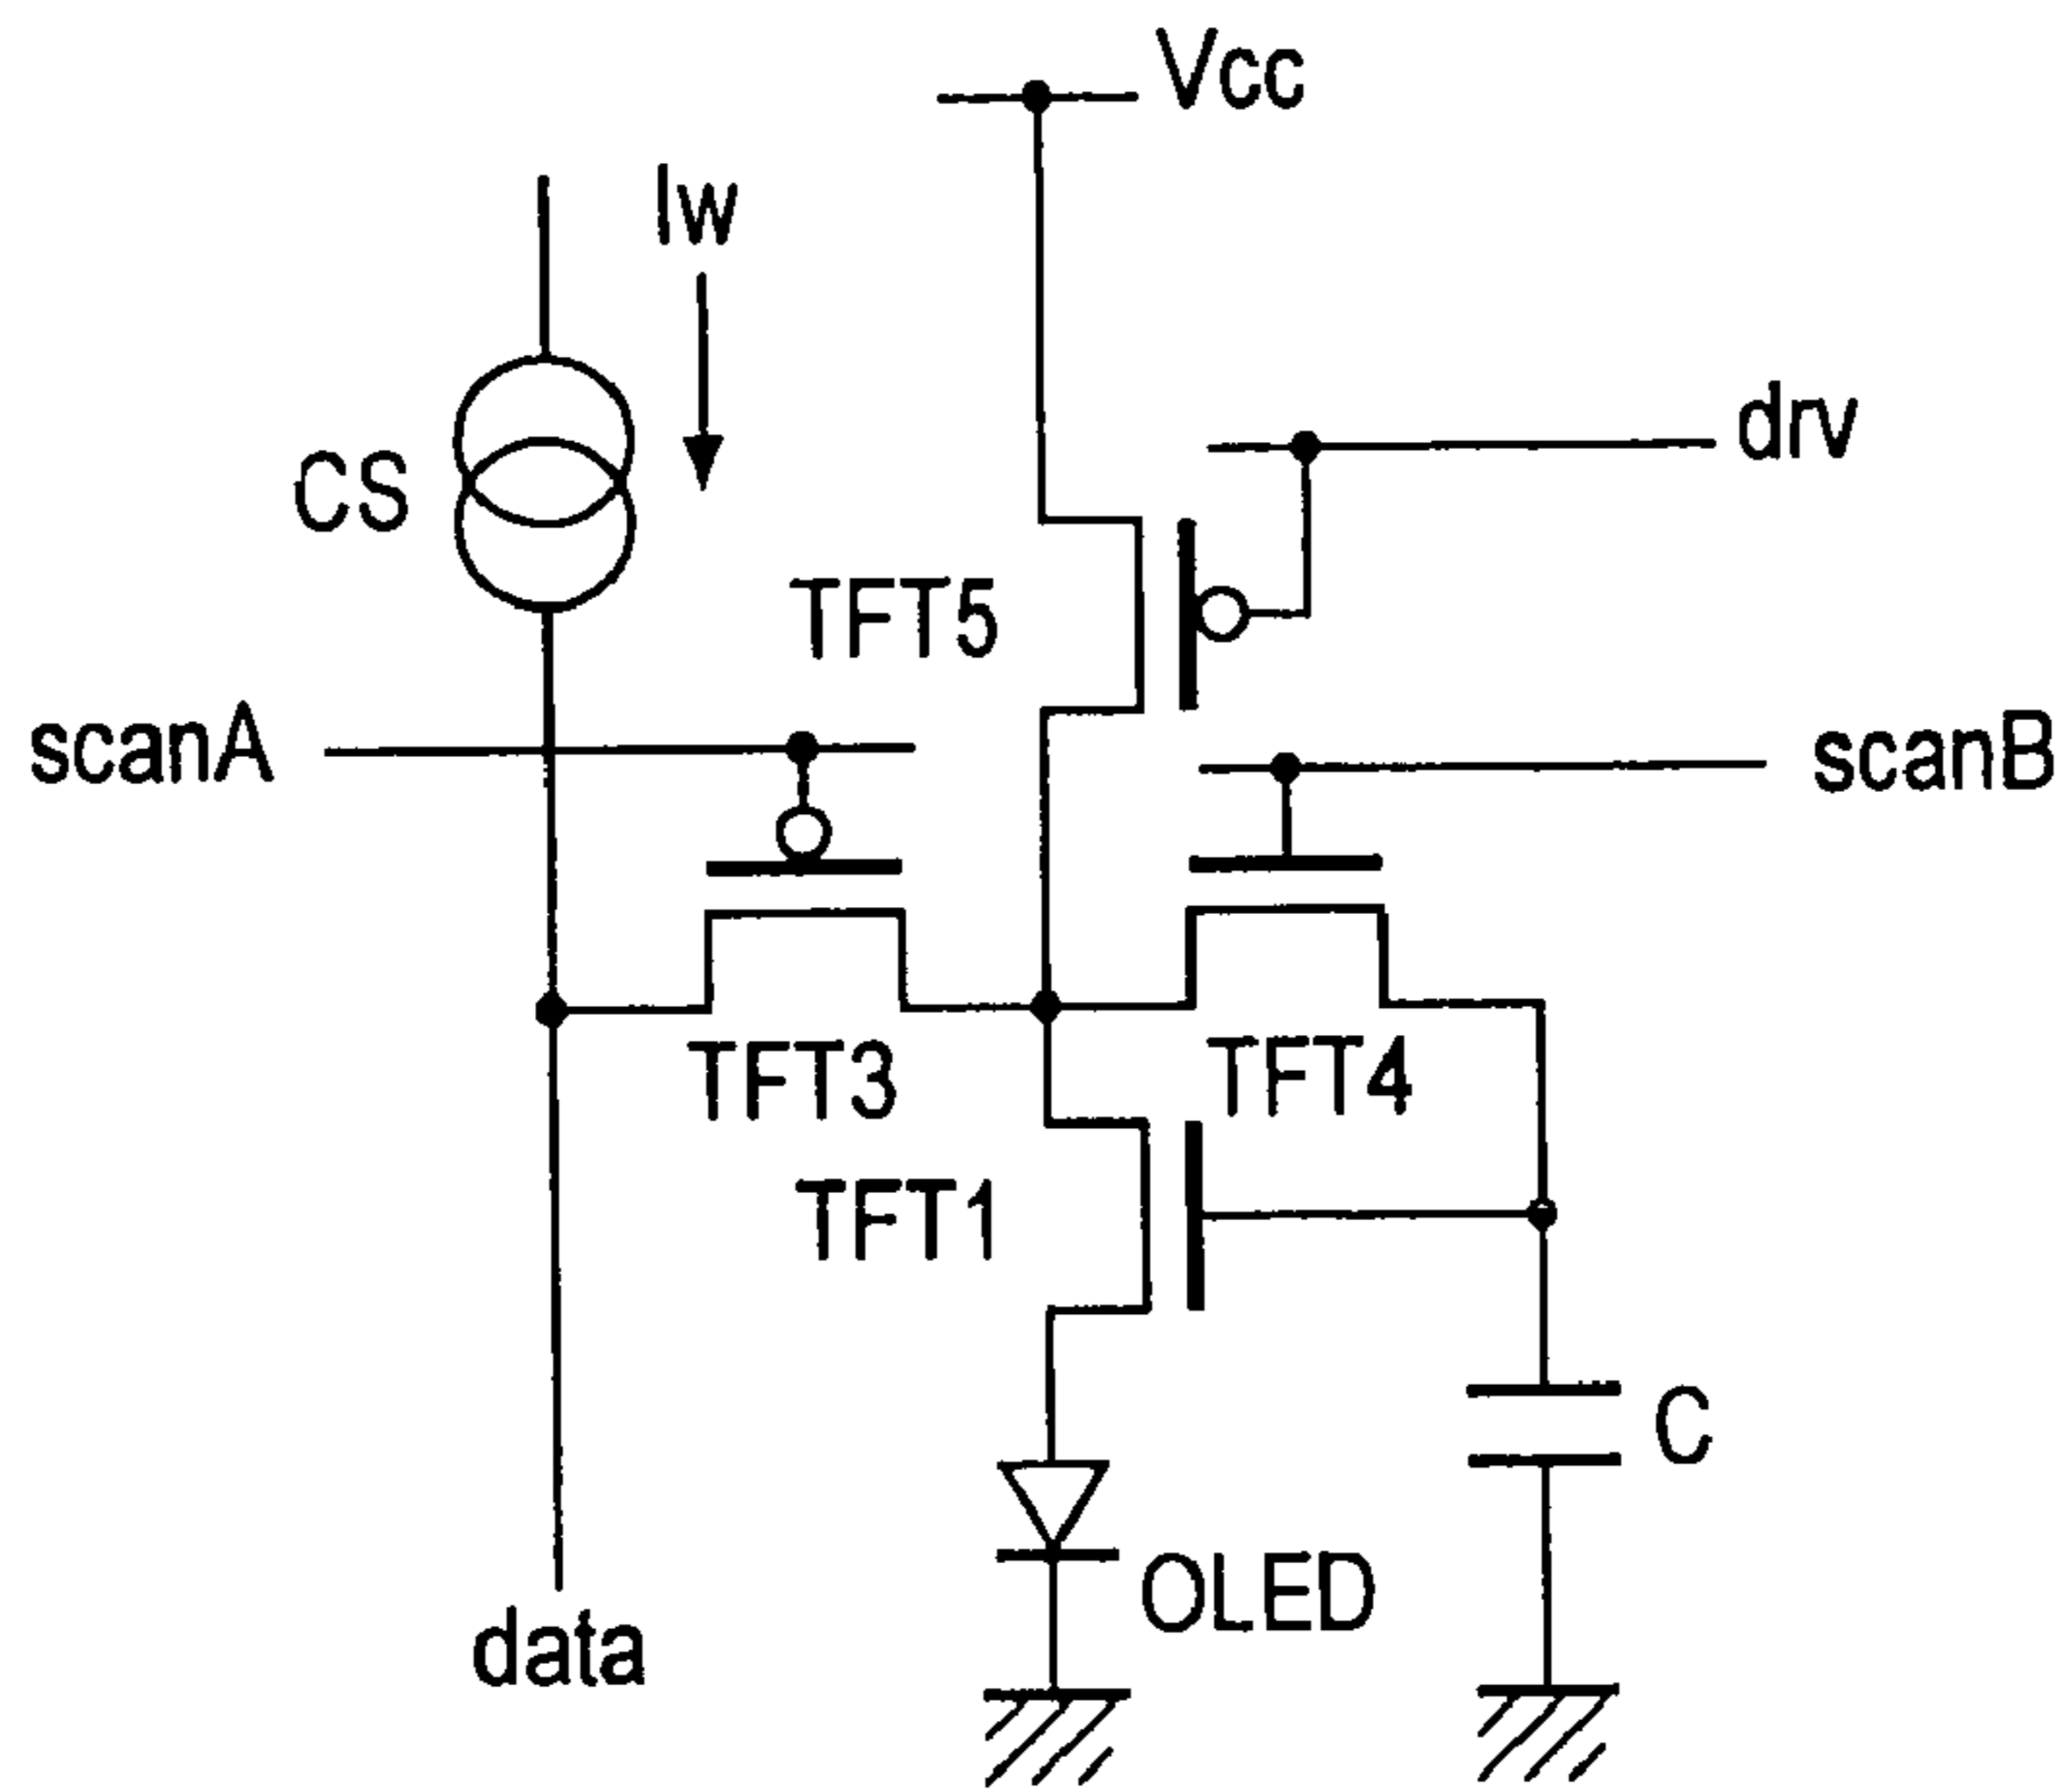 Vcc
Iw
drv
CS
TFT5
scanA
scanB
TFT3
TFT4
TFT1
C
OLED
data